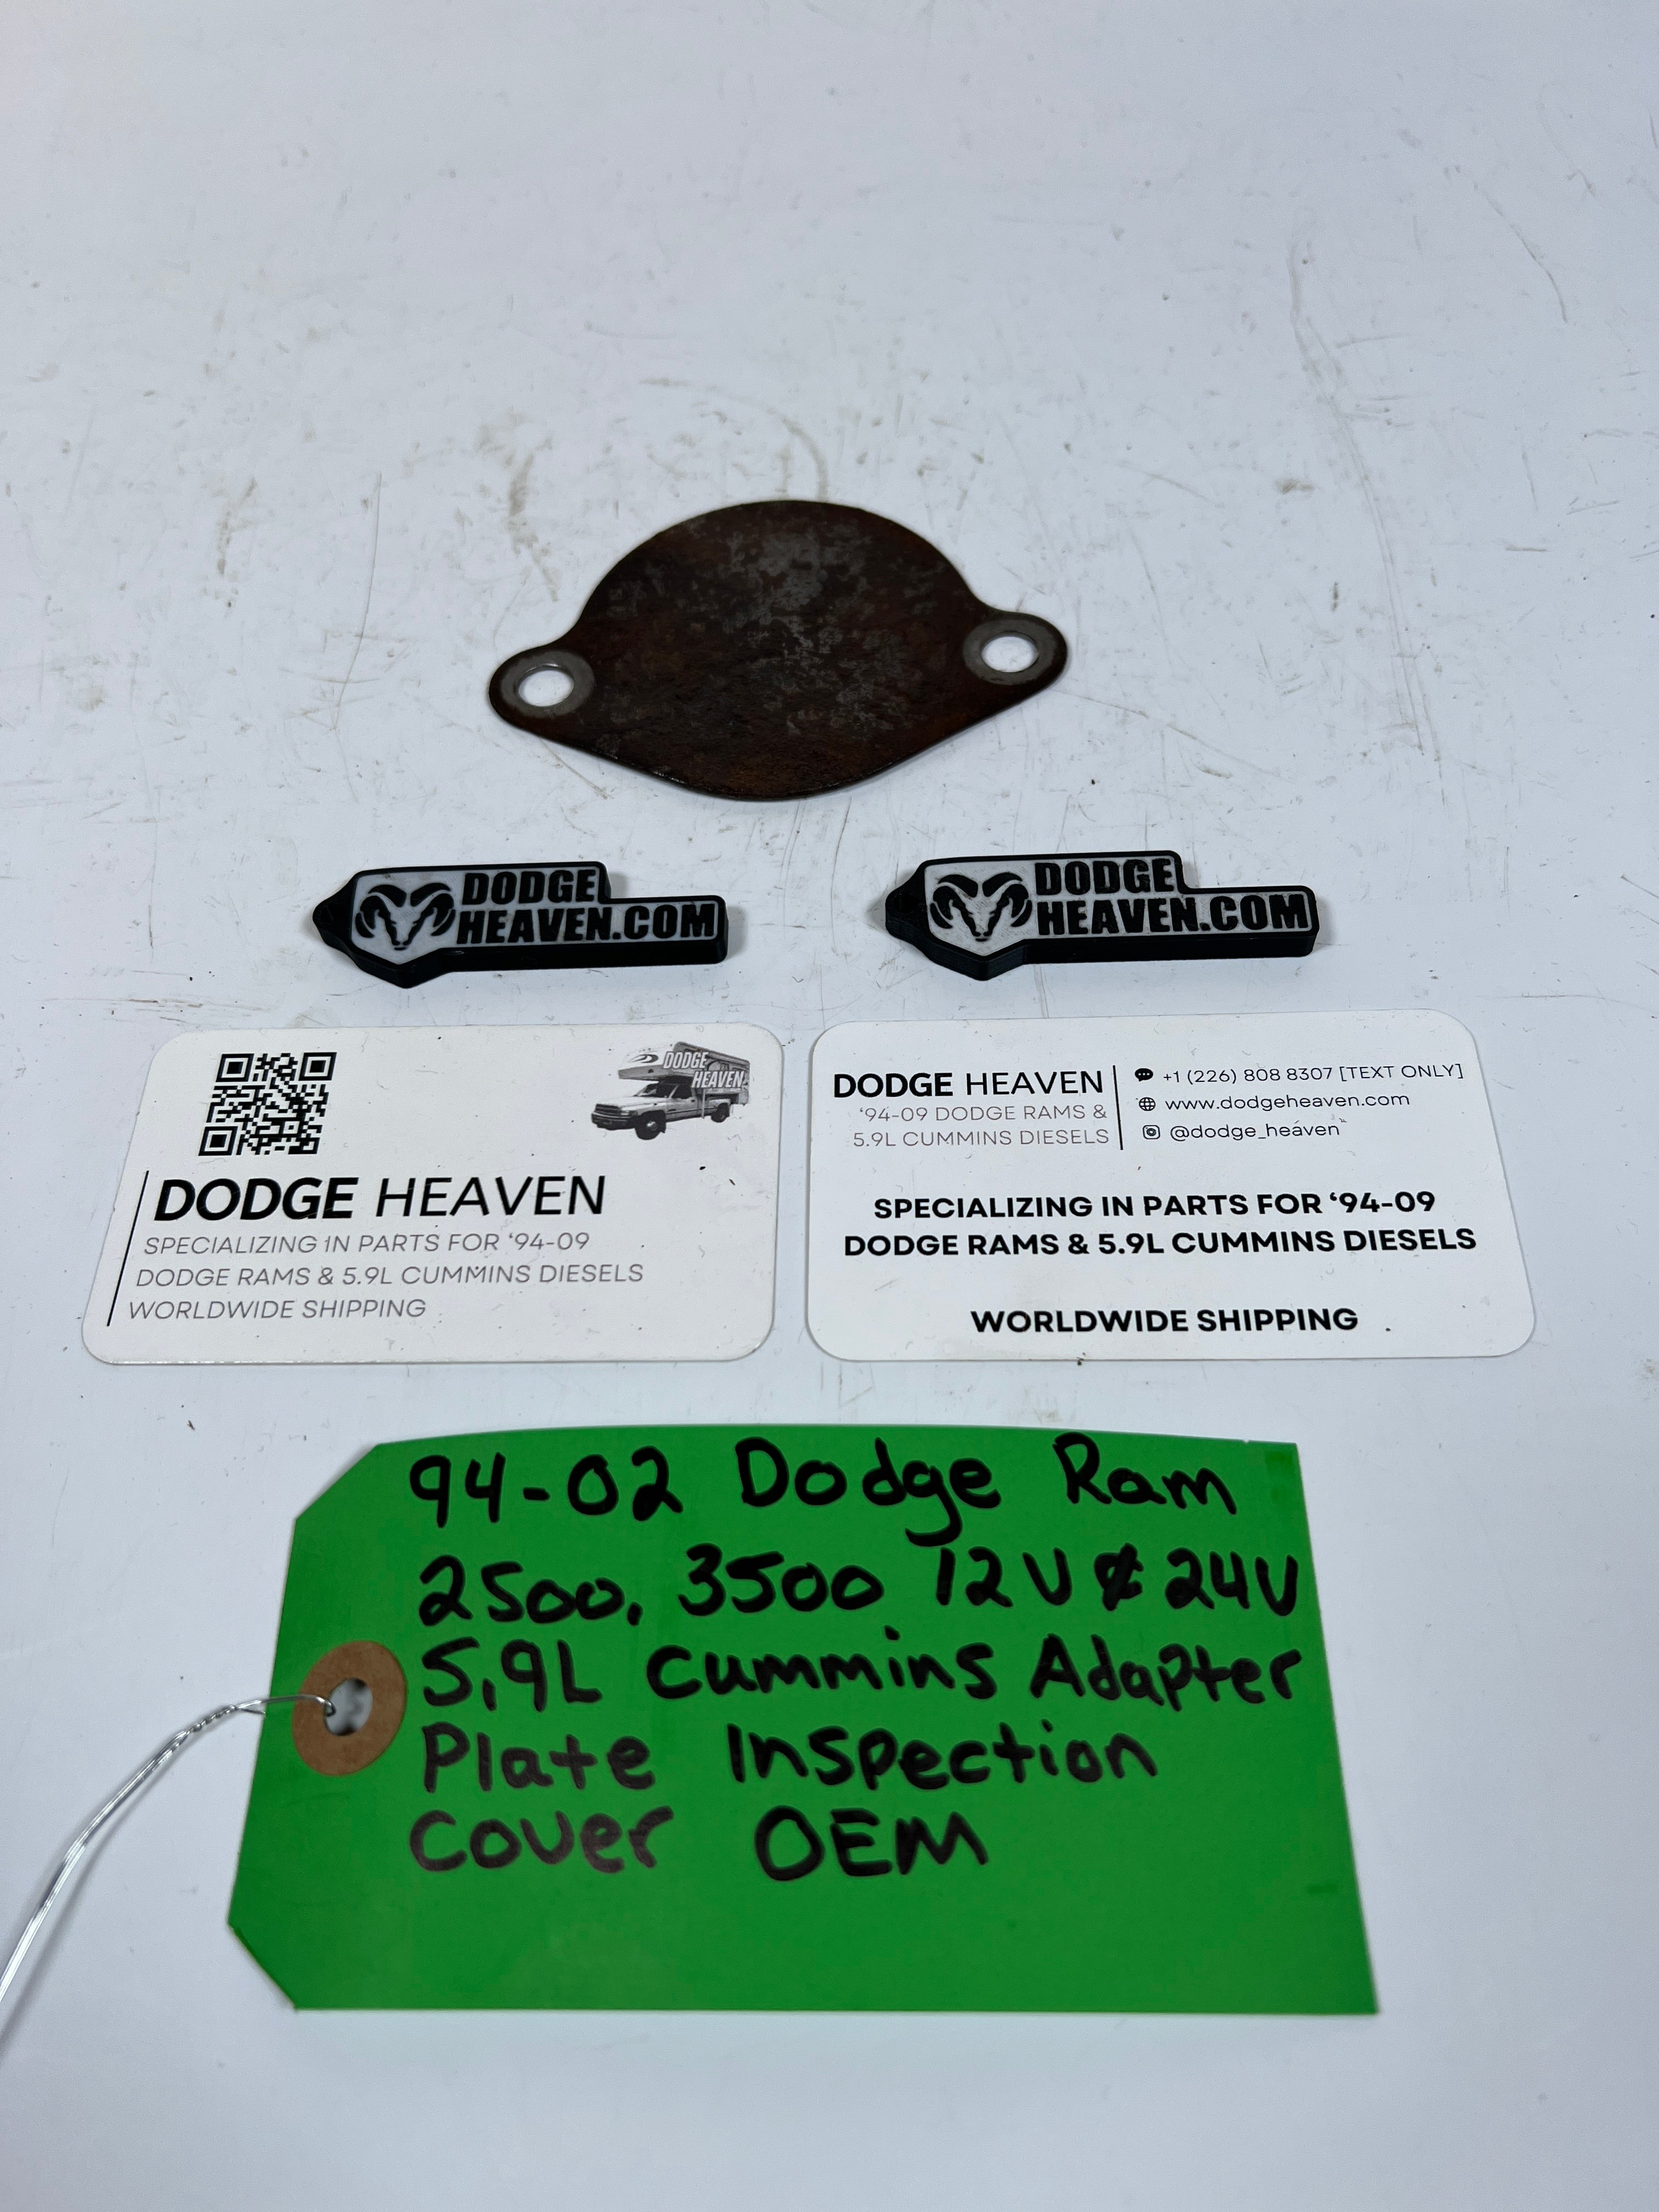 DODGE
HEAVEN.COM
DODGE
HEAVEN.COM
DODGE
HEAVEN
DODGE HEAVEN
SPECIALIZING IN PARTS FOR ‘94-09
DODGE RAMS & 5.9L CUMMINS DIESELS
WORLDWIDE SHIPPING
DODGE HEAVEN
‘94-09 DODGE RAMS &
5.9L CUMMINS DIESELS
+1 (226) 808 8307 [TEXT ONLY]
www.dodgeheaven.com
@dodge_heaven
SPECIALIZING IN PARTS FOR ‘94-09
DODGE RAMS & 5.9L CUMMINS DIESELS
WORLDWIDE SHIPPING
94-02 Dodge Ram
2500, 3500 12V & 24V
5.9L Cummins Adapter
Plate Inspection
Cover OEM